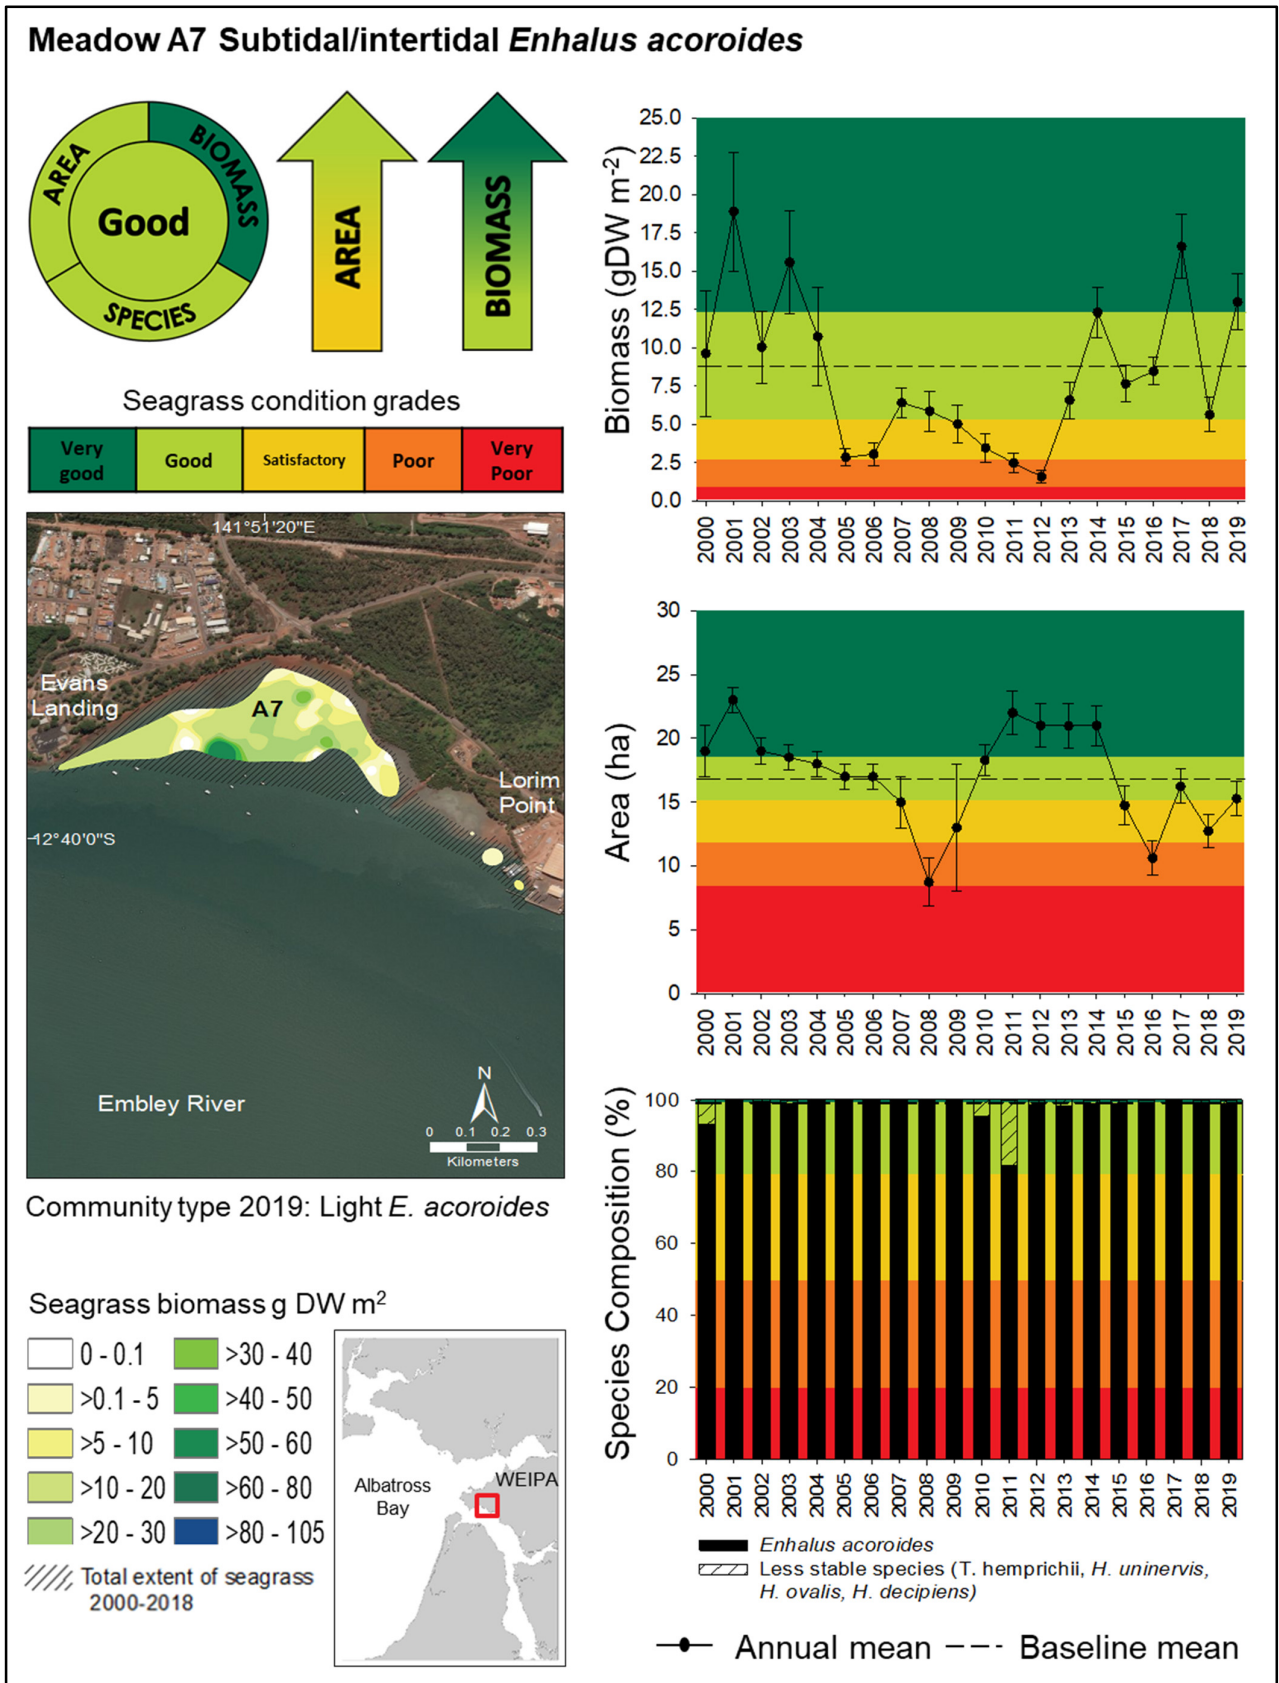 Meadow A7 Subtidal/intertidal Enhalus acoroides
AREA
BIOMASS
SPECIES
Good
AREA
BIOMASS
Seagrass condition grades
Very good
Good
Satisfactory
Poor
Very Poor
141°51'20"E
Evans
Landing
A7
Lorim
Point
12°40'0"S
Embley River
N
0 0.1 0.2 0.3
Kilometers
Community type 2019: Light E. acoroides
Seagrass biomass g DW m2
0 - 0.1
>0.1 - 5
>5 - 10
>10 - 20
>20 - 30
>30 - 40
>40 - 50
>50 - 60
>60 - 80
>80 - 105
Total extent of seagrass
2000-2018
Albatross
Bay
WEIPA
Biomass (gDW m-2)
25.0
22.5
20.0
17.5
15.0
12.5
10.0
7.5
5.0
2.5
0.0
2000 2001 2002 2003 2004 2005 2006 2007 2008 2009 2010 2011 2012 2013 2014 2015 2016 2017 2018 2019
Area (ha)
30
25
20
15
10
5
0
2000 2001 2002 2003 2004 2005 2006 2007 2008 2009 2010 2011 2012 2013 2014 2015 2016 2017 2018 2019
Species Composition (%)
100
80
60
40
20
0
2000 2001 2002 2003 2004 2005 2006 2007 2008 2009 2010 2011 2012 2013 2014 2015 2016 2017 2018 2019
Enhalus acoroides
Less stable species (T. hemprichii, H. uninervis,
H. ovalis, H. decipiens)
Annual mean
Baseline mean